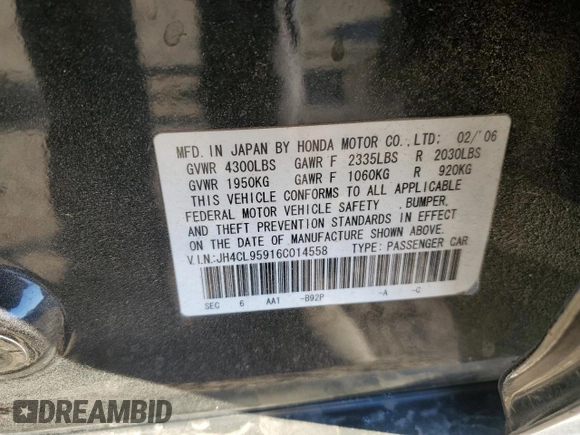 MFD. IN JAPAN BY HONDA MOTOR CO.,LTD; 02/'06
GVWR 4300LBS GAWR F 2335LBS R 2030LBS
GVWR 1950KG GAWR F 1060KG R 920KG
THIS VEHICLE CONFORMS TO ALL APPLICABLE
FEDERAL MOTOR VEHICLE SAFETY ,BUMPER,
AND THEFT PREVENTION STANDARDS IN EFFECT
ON THE DATE OF MANUFACTURE SHOWN ABOVE.
V.I.N:JH4CL95916C014558 TYPE: PASSENGER CAR
SEC 6 AA1 -B92P -A -C
DREAMBID